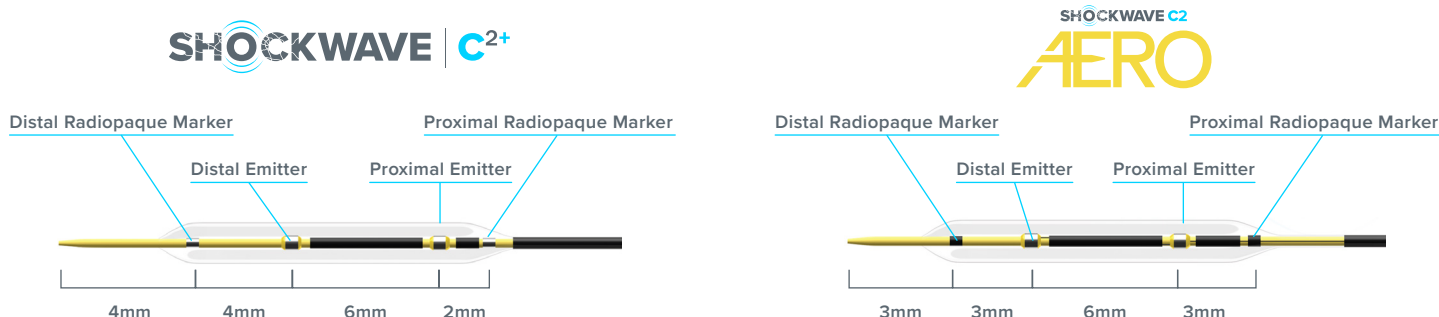 SHOCKWAVE C2+
SHOCKWAVE C2
AERO
Distal Radiopaque Marker
Proximal Radiopaque Marker
Distal Emitter
Proximal Emitter
4mm
4mm
6mm
2mm
Distal Radiopaque Marker
Proximal Radiopaque Marker
Distal Emitter
Proximal Emitter
3mm
3mm
6mm
3mm